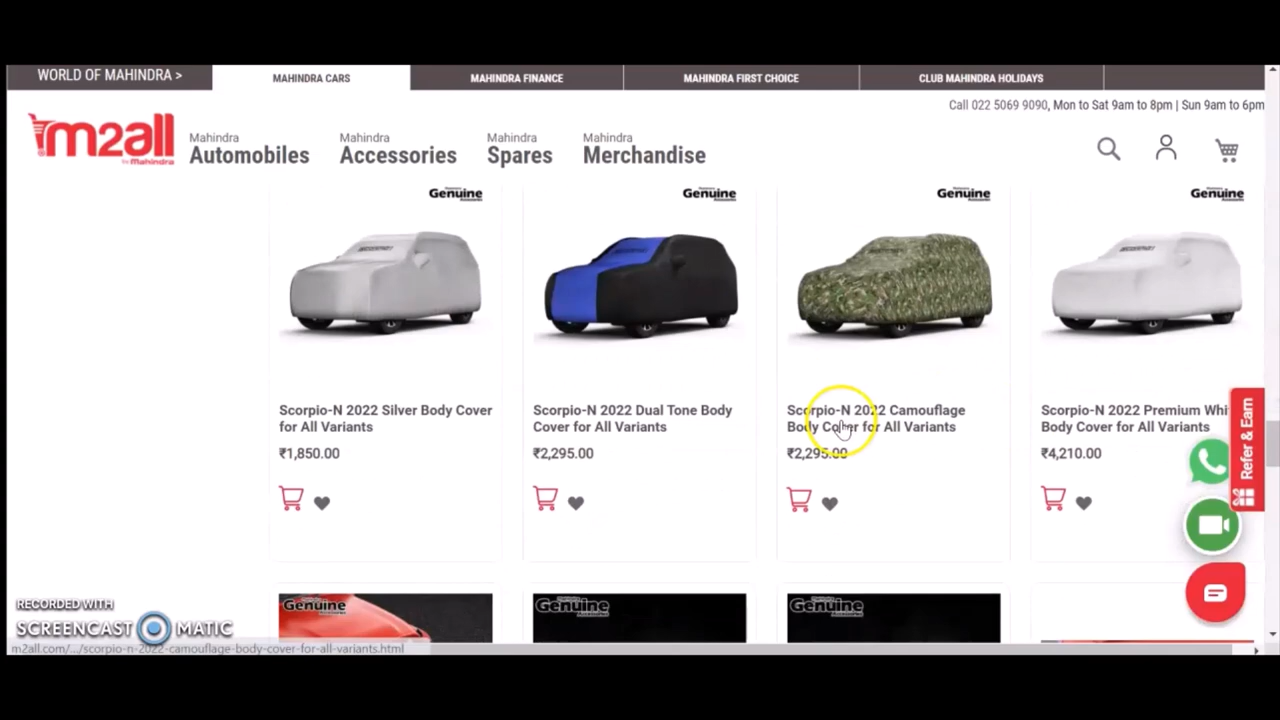 WORLD OF MAHINDRA >
MAHINDRA CARS
MAHINDRA FINANCE
MAHINDRA FIRST CHOICE
CLUB MAHINDRA HOLIDAYS
Call 022 5069 9090, Mon to Sat 9am to 8pm | Sun 9am to 6pm
m2all
by Mahindra
Mahindra
Automobiles
Mahindra
Accessories
Mahindra
Spares
Mahindra
Merchandise
Genuine
Genuine
Genuine
Genuine
Scorpio-N 2022 Silver Body Cover
for All Variants
₹1,850.00
Scorpio-N 2022 Dual Tone Body
Cover for All Variants
₹2,295.00
Scorpio-N 2022 Camouflage
Body Cover for All Variants
₹2,295.00
Scorpio-N 2022 Premium Whi
Body Cover for All Variants
₹4,210.00
Refer & Earn
Genuine
Genuine
Genuine
RECORDED WITH
SCREENCAST MATIC
m2all.com/.../scorpio-n-2022-camouflage-body-cover-for-all-variants.html